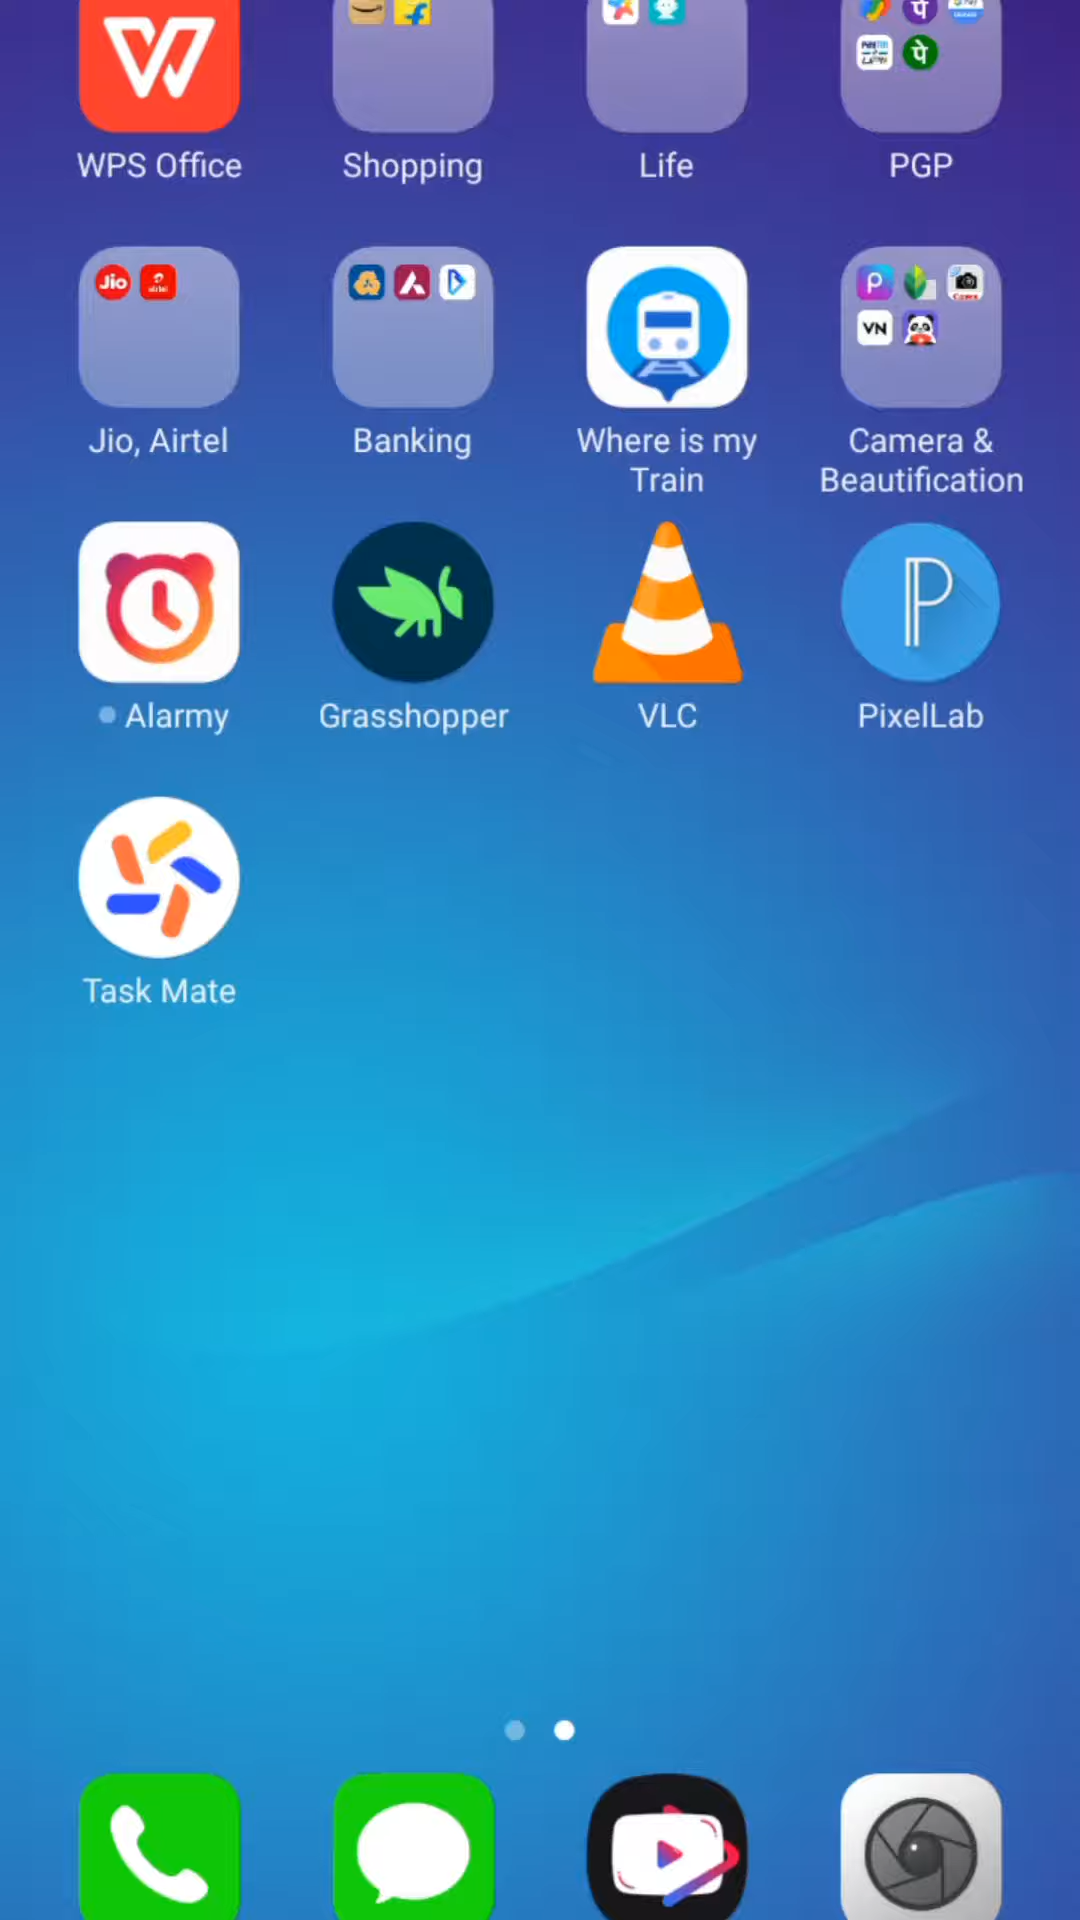 WPS Office
Shopping
Life
PGP
Jio, Airtel
Banking
Where is my
Train
Camera &
Beautification
Alarmy
Grasshopper
VLC
PixelLab
Task Mate